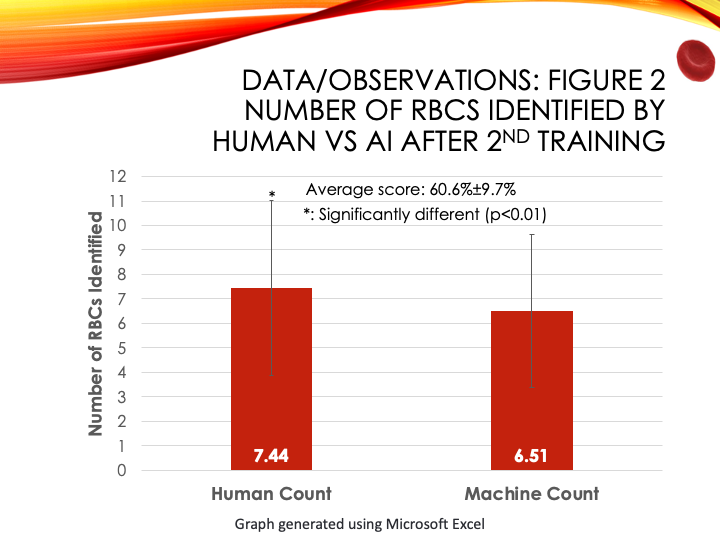 DATA/OBSERVATIONS: FIGURE 2
NUMBER OF RBCS IDENTIFIED BY
HUMAN VS AI AFTER 2ND TRAINING
Number of RBCs Identified
12
11
10
9
8
7
6
5
4
3
2
1
0
*
Average score: 60.6%±9.7%
*: Significantly different (p<0.01)
7.44
6.51
Human Count
Machine Count
Graph generated using Microsoft Excel